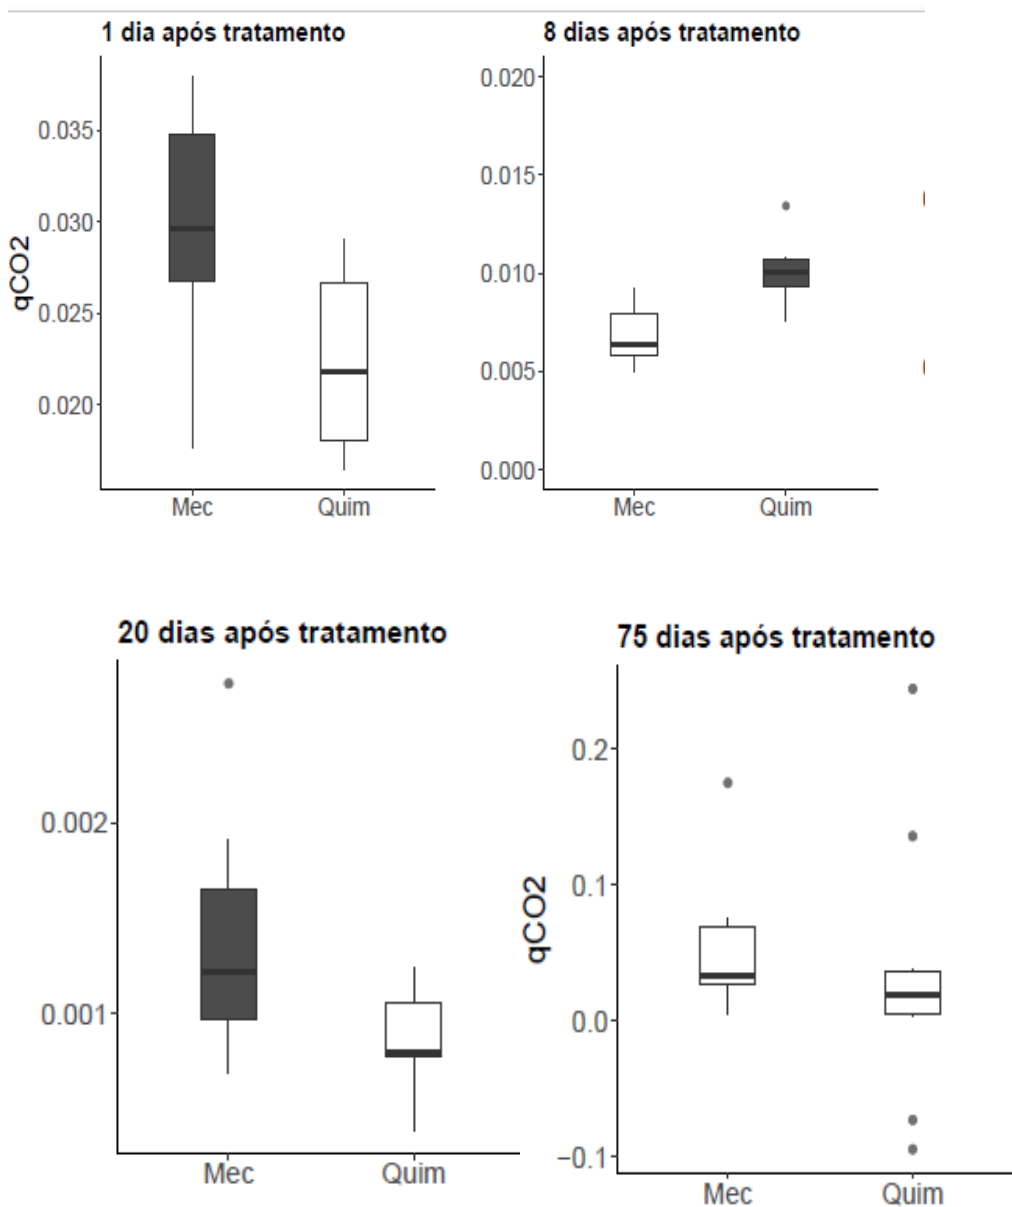 1 dia após tratamento
qCO2
0.035
0.030
0.025
0.020
Mec
Quim
8 dias após tratamento
0.020
0.015
0.010
0.005
0.000
Mec
Quim
20 dias após tratamento
0.002
0.001
Mec
Quim
75 dias após tratamento
qCO2
0.2
0.1
0.0
−0.1
Mec
Quim